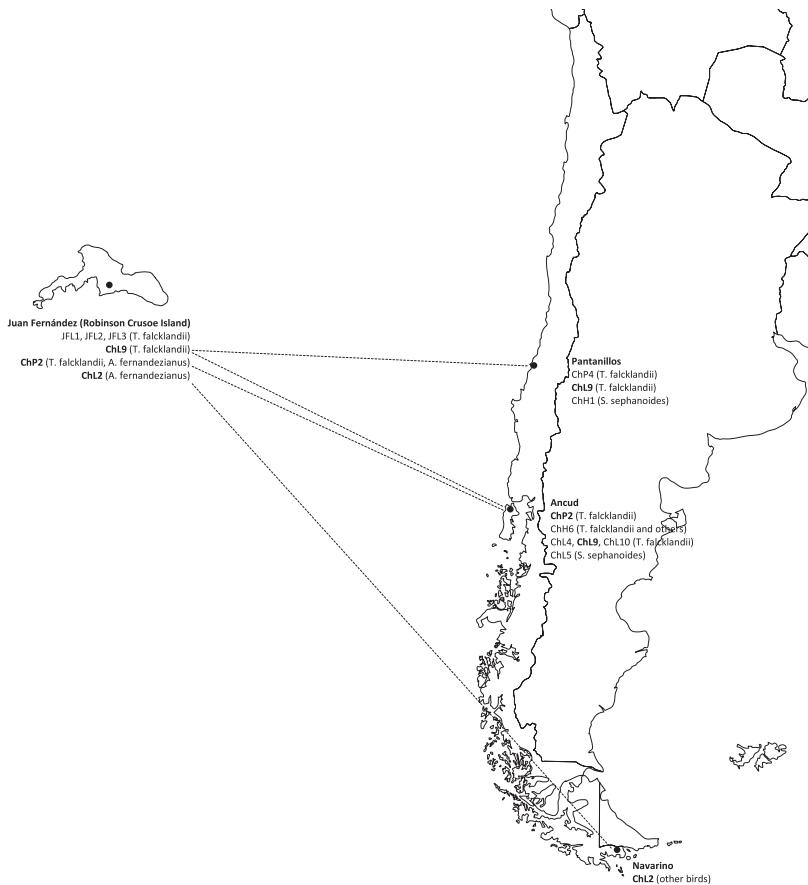 Juan Fernández (Robinson Crusoe Island)
JFL1, JFL2, JFL3 (T. falcklandii)
ChL9 (T. falcklandii)
ChP2 (T. falcklandii, A. fernandezianus)
ChL2 (A. fernandezianus)
Pantanillos
ChP4 (T. falcklandii)
ChL9 (T. falcklandii)
ChH1 (S. sephanoides)
Ancud
ChP2 (T. falcklandii)
ChH6 (T. falcklandii and others)
ChL4, ChL9, ChL10 (T. falcklandii)
ChL5 (S. sephanoides)
Navarino
ChL2 (other birds)